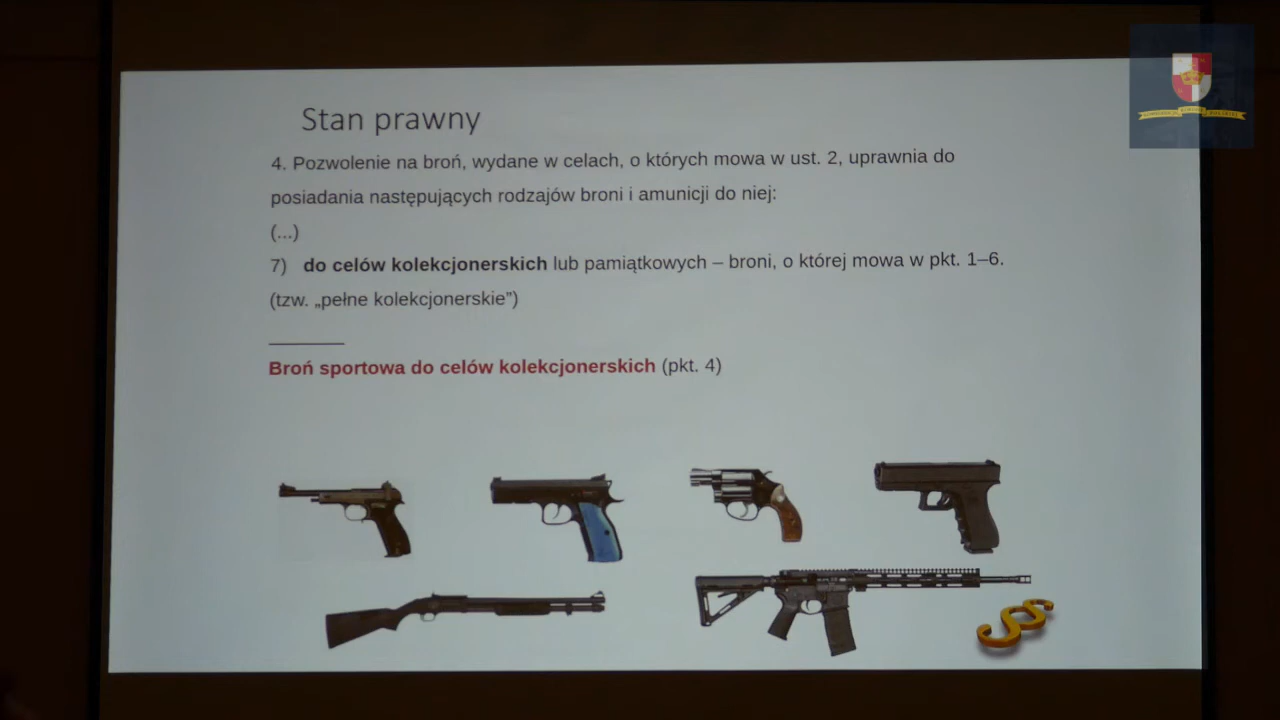 Stan prawny
4. Pozwolenie na broń, wydane w celach, o których mowa w ust. 2, uprawnia do
posiadania następujących rodzajów broni i amunicji do niej:
(...)
7) do celów kolekcjonerskich lub pamiątkowych – broni, o której mowa w pkt. 1–6.
(tzw. „pełne kolekcjonerskie”)
Broń sportowa do celów kolekcjonerskich (pkt. 4)
§